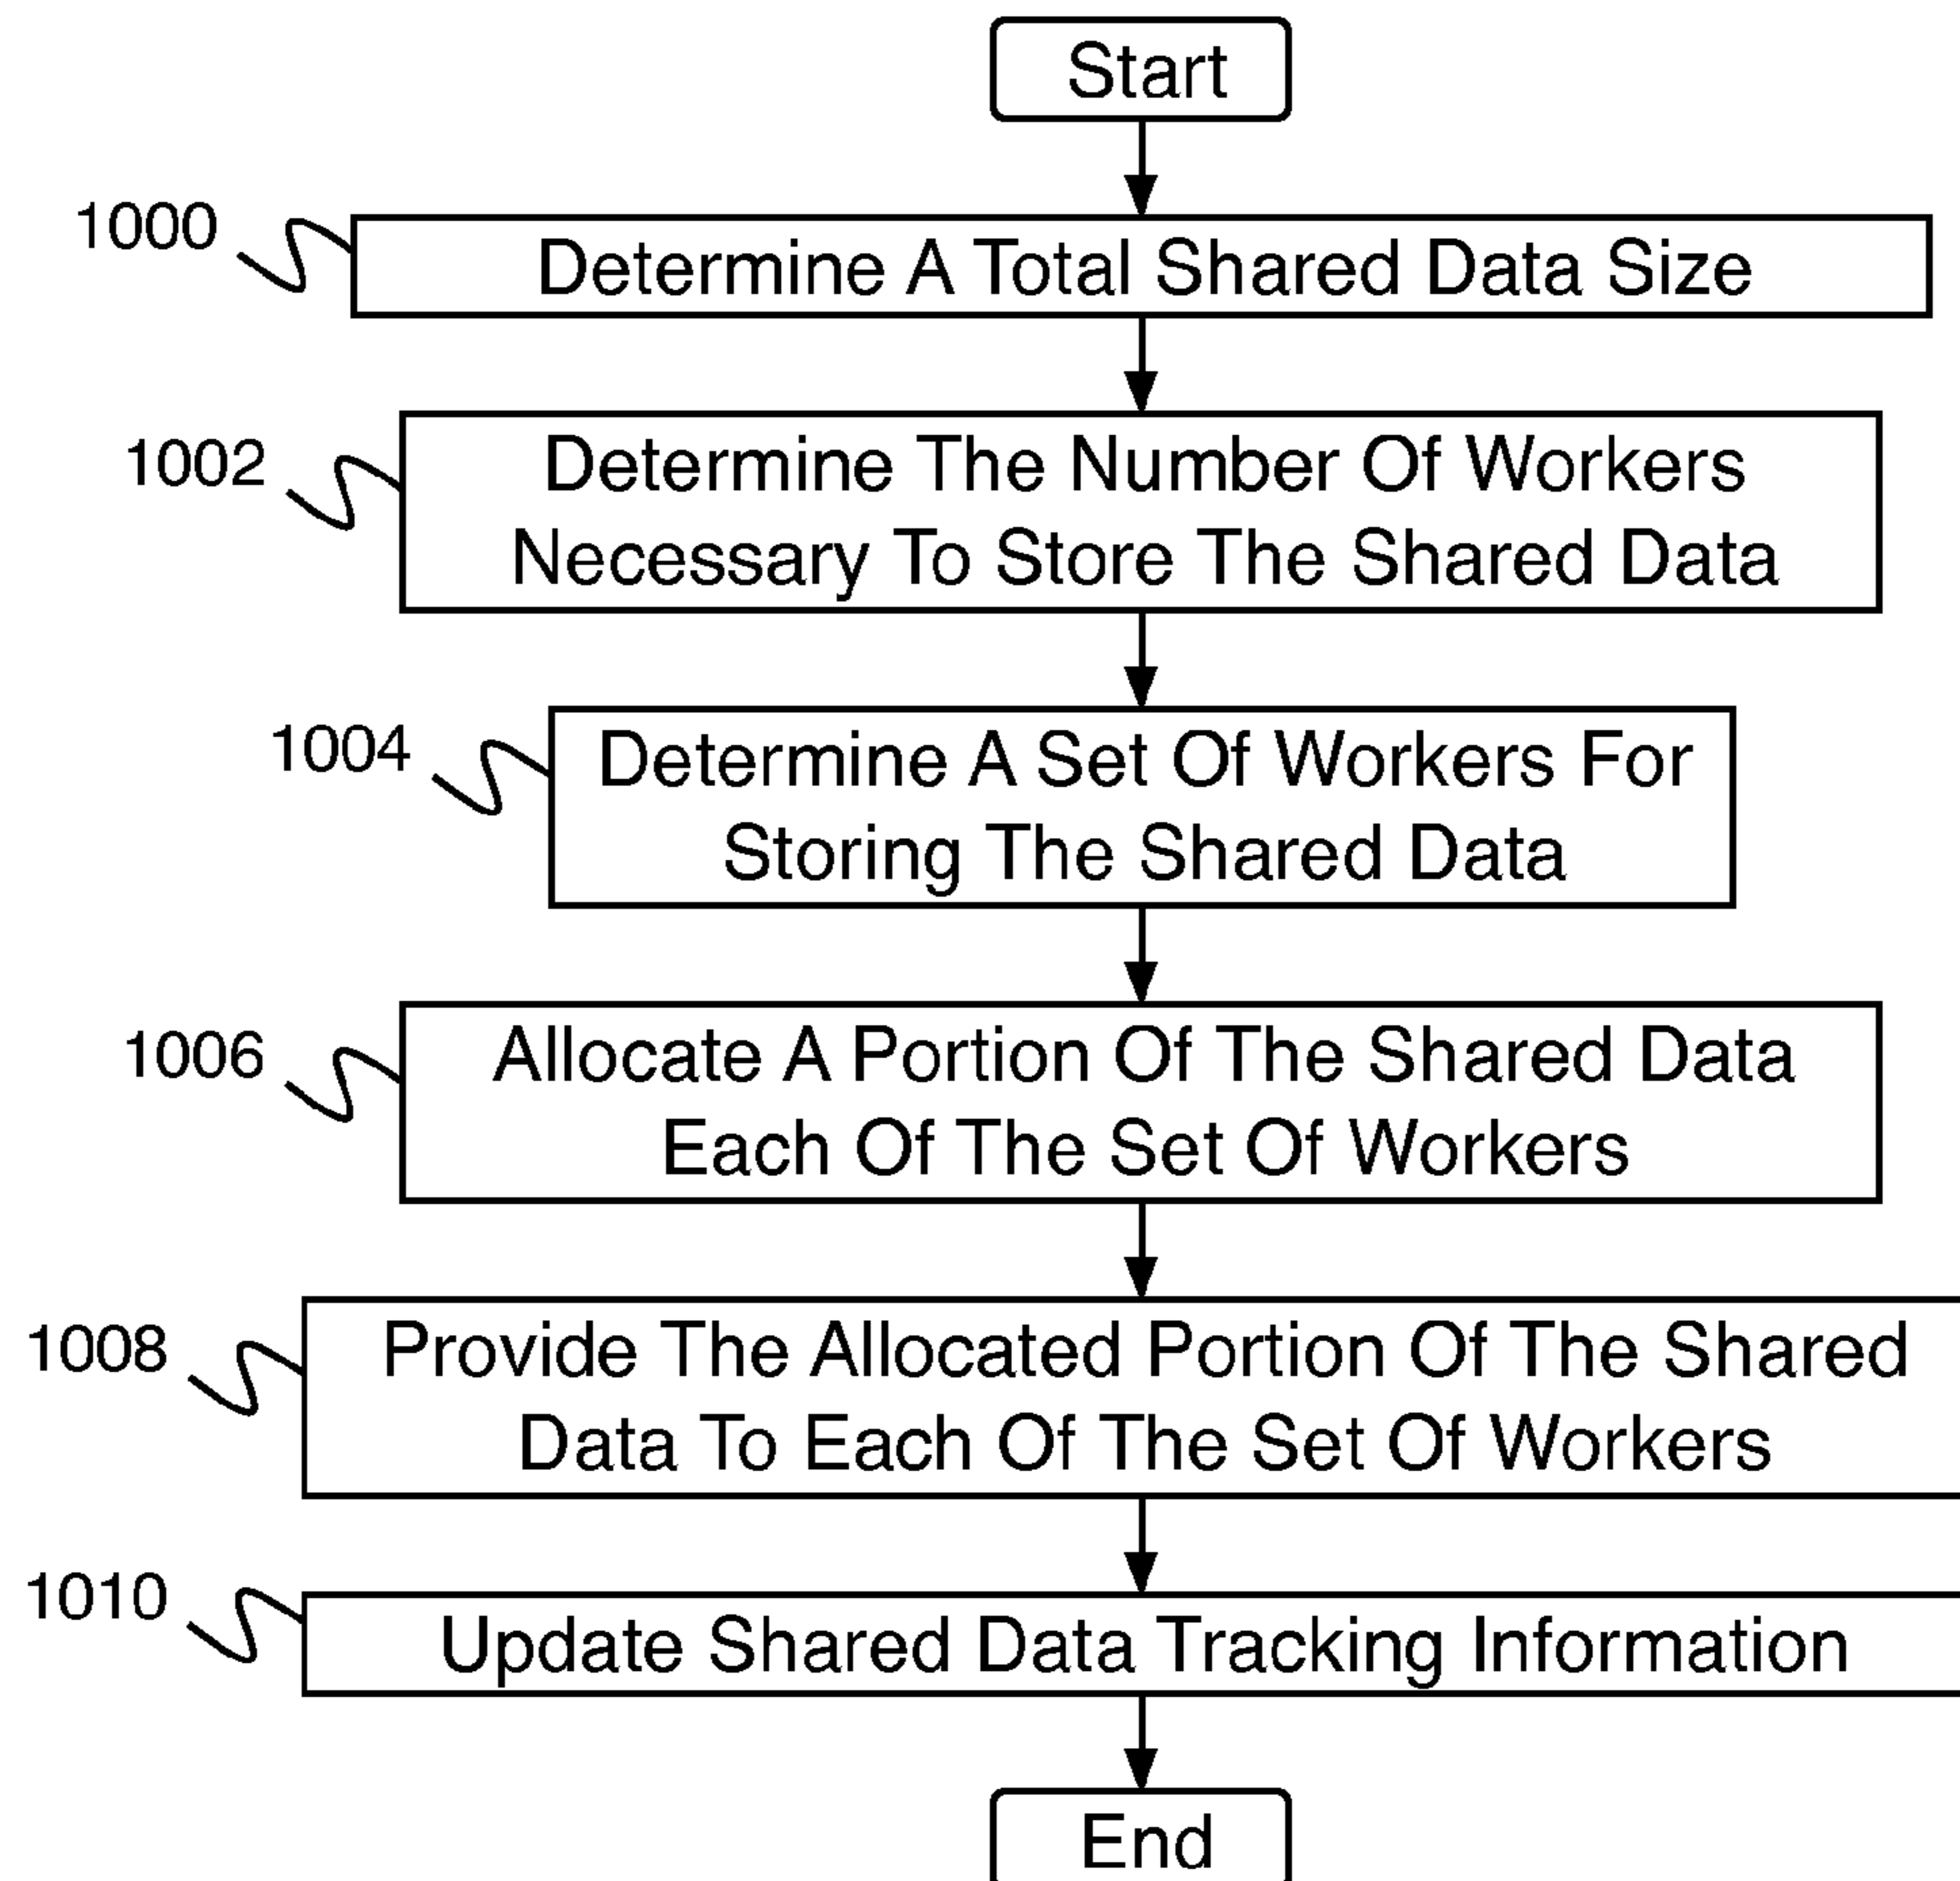 Start
1000
Determine A Total Shared Data Size
1002
Determine The Number Of Workers
Necessary To Store The Shared Data
1004
Determine A Set Of Workers For
Storing The Shared Data
1006
Allocate A Portion Of The Shared Data
Each Of The Set Of Workers
1008
Provide The Allocated Portion Of The Shared
Data To Each Of The Set Of Workers
1010
Update Shared Data Tracking Information
End